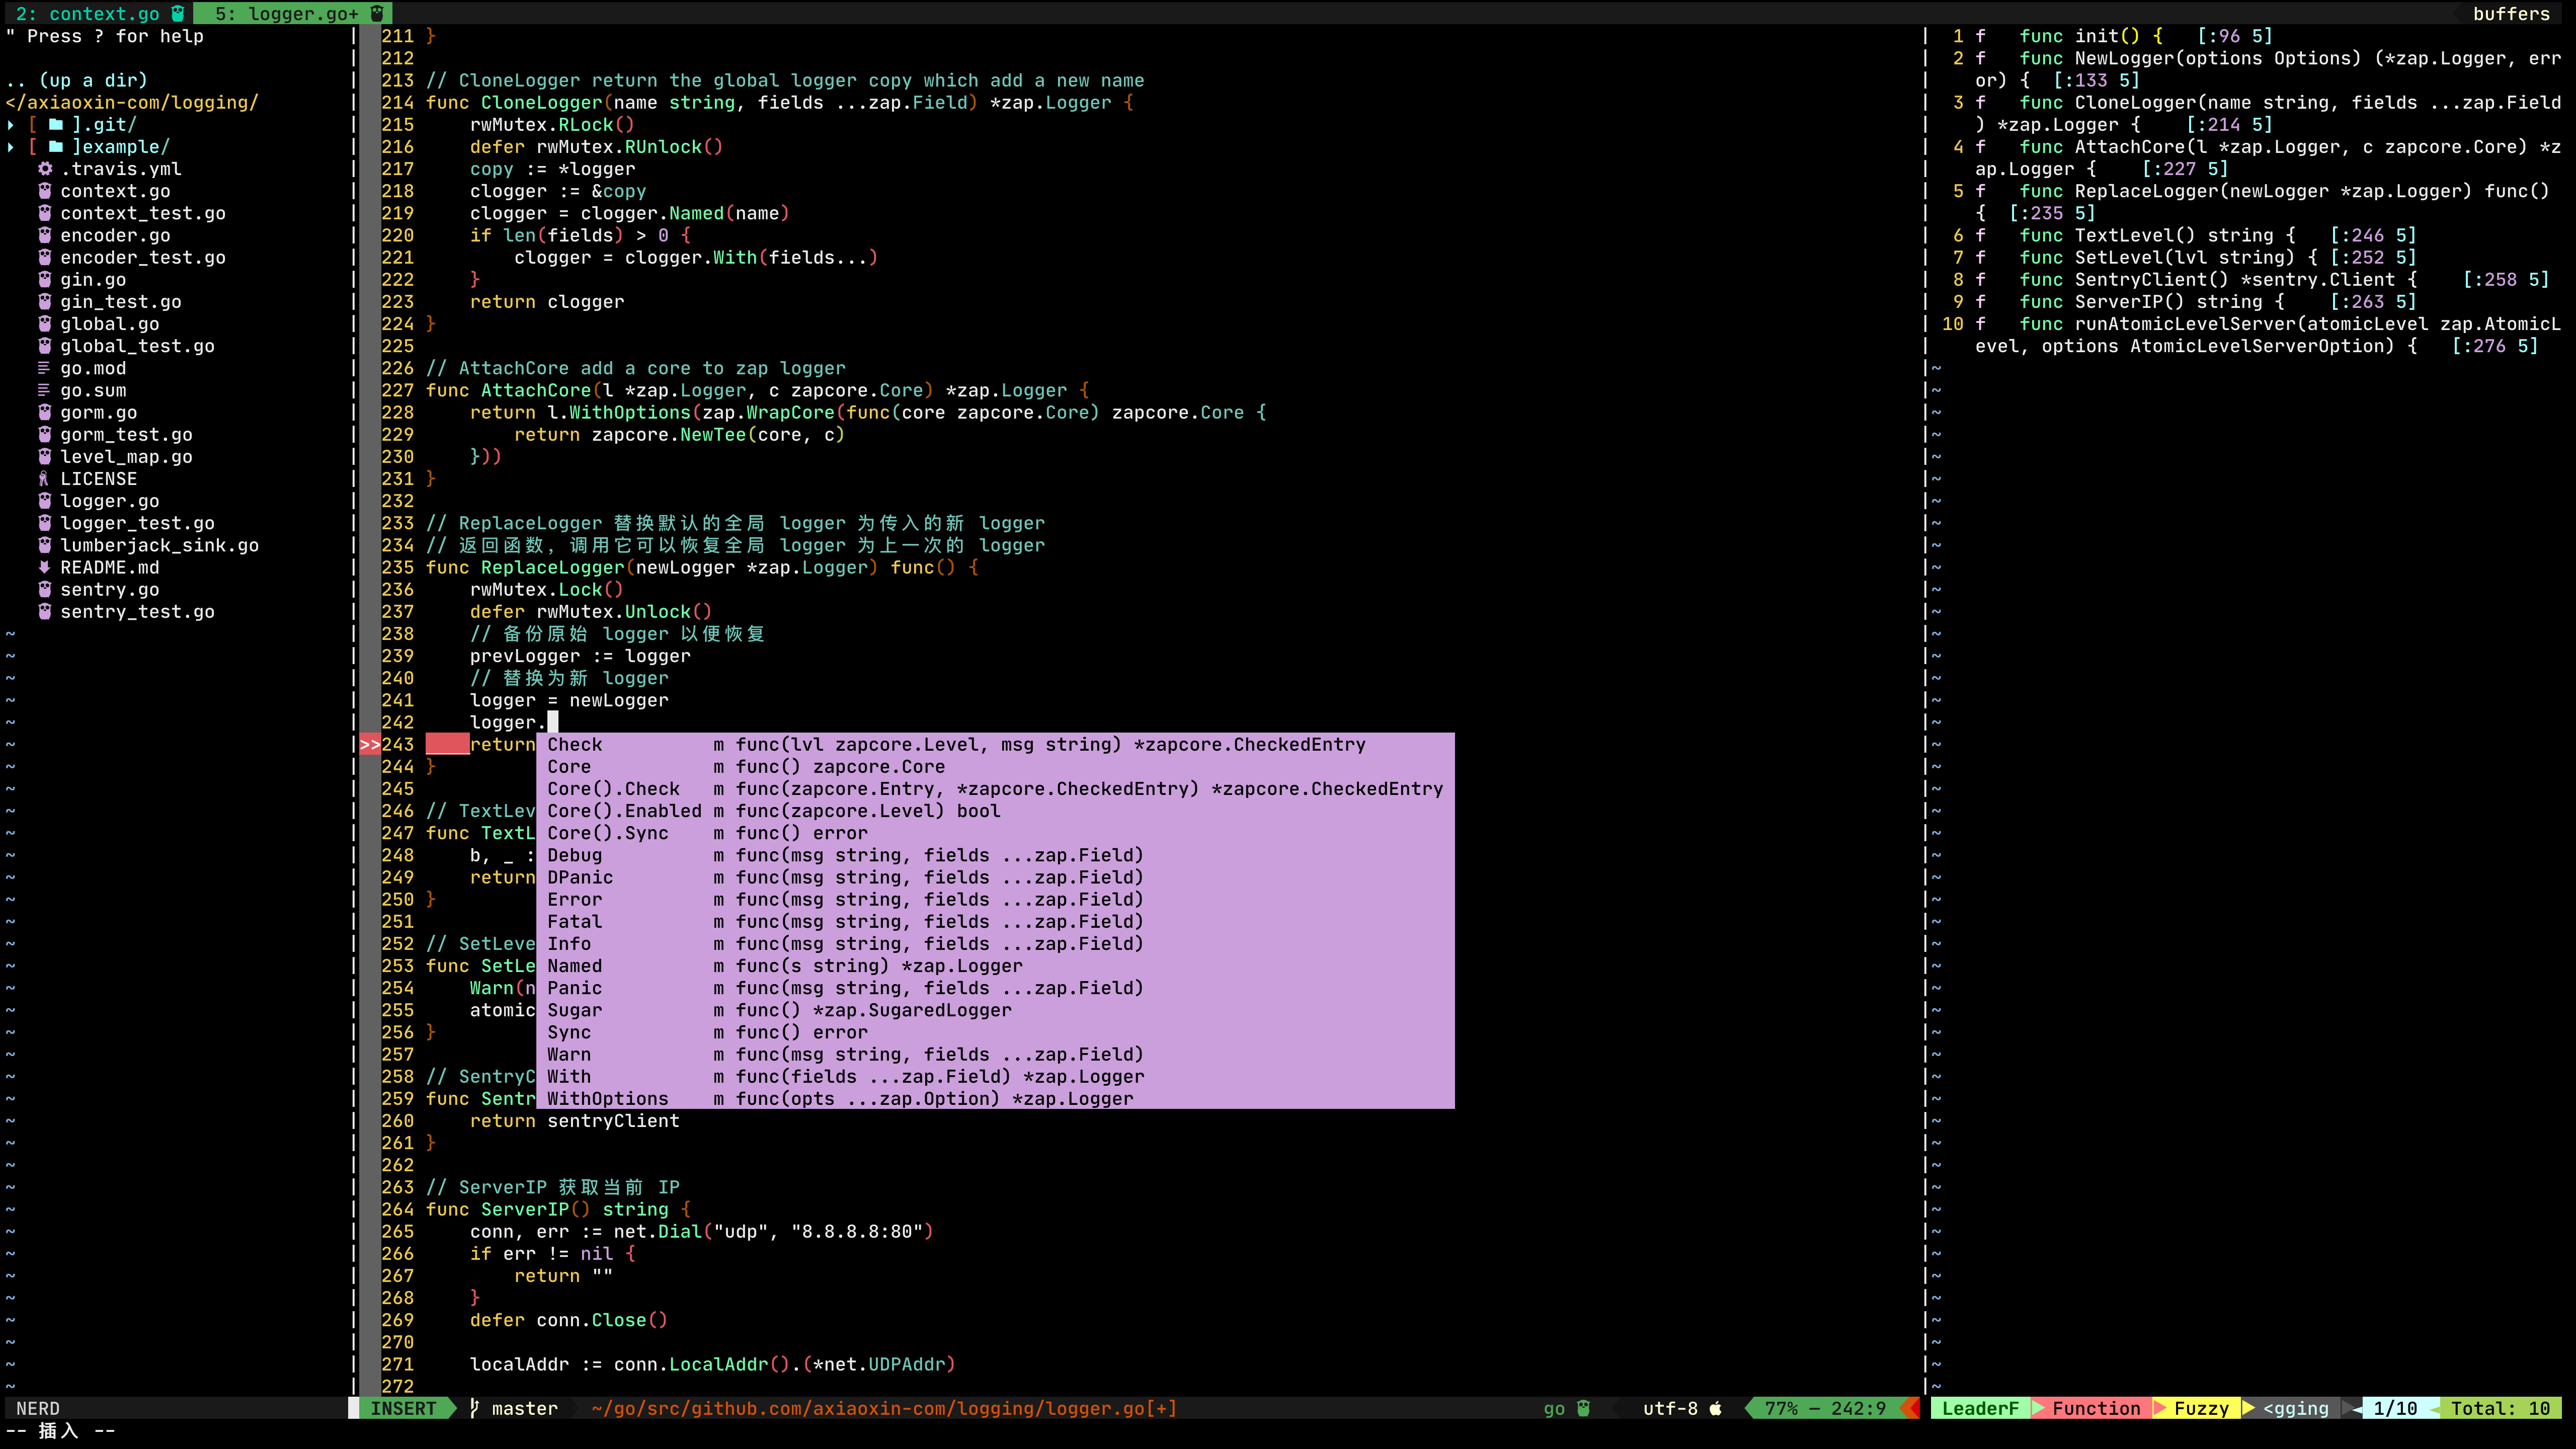 2: context.go
5: logger.go+
buffers
" Press ? for help
.. (up a dir)
</axiaoxin-com/logging/
▸ [ ].git/
▸ [ ]example/
.travis.yml
context.go
context_test.go
encoder.go
encoder_test.go
gin.go
gin_test.go
global.go
global_test.go
go.mod
go.sum
gorm.go
gorm_test.go
level_map.go
LICENSE
logger.go
logger_test.go
lumberjack_sink.go
README.md
sentry.go
sentry_test.go
NERD
211 }
212
213 // CloneLogger return the global logger copy which add a new name
214 func CloneLogger(name string, fields ...zap.Field) *zap.Logger {
215     rwMutex.RLock()
216     defer rwMutex.RUnlock()
217     copy := *logger
218     clogger := &copy
219     clogger = clogger.Named(name)
220     if len(fields) > 0 {
221         clogger = clogger.With(fields...)
222     }
223     return clogger
224 }
225
226 // AttachCore add a core to zap logger
227 func AttachCore(l *zap.Logger, c zapcore.Core) *zap.Logger {
228     return l.WithOptions(zap.WrapCore(func(core zapcore.Core) zapcore.Core {
229         return zapcore.NewTee(core, c)
230     }))
231 }
232
233 // ReplaceLogger 替换默认的全局 logger 为传入的新 logger
234 // 返回函数, 调用它可以恢复全局 logger 为上一次的 logger
235 func ReplaceLogger(newLogger *zap.Logger) func() {
236     rwMutex.Lock()
237     defer rwMutex.Unlock()
238     // 备份原始 logger 以便恢复
239     prevLogger := logger
240     // 替换为新 logger
241     logger = newLogger
242     logger.
>>243     return
244 }
245
246 // TextLev
247 func TextL
248     b, _ :
249     return
250 }
251
252 // SetLeve
253 func SetLe
254     Warn(n
255     atomic
256 }
257
258 // SentryC
259 func Sentr
260     return sentryClient
261 }
262
263 // ServerIP 获取当前 IP
264 func ServerIP() string {
265     conn, err := net.Dial("udp", "8.8.8.8:80")
266     if err != nil {
267         return ""
268     }
269     defer conn.Close()
270
271     localAddr := conn.LocalAddr().(*net.UDPAddr)
272
Check m func(lvl zapcore.Level, msg string) *zapcore.CheckedEntry
Core m func() zapcore.Core
Core().Check m func(zapcore.Entry, *zapcore.CheckedEntry) *zapcore.CheckedEntry
Core().Enabled m func(zapcore.Level) bool
Core().Sync m func() error
Debug m func(msg string, fields ...zap.Field)
DPanic m func(msg string, fields ...zap.Field)
Error m func(msg string, fields ...zap.Field)
Fatal m func(msg string, fields ...zap.Field)
Info m func(msg string, fields ...zap.Field)
Named m func(s string) *zap.Logger
Panic m func(msg string, fields ...zap.Field)
Sugar m func() *zap.SugaredLogger
Sync m func() error
Warn m func(msg string, fields ...zap.Field)
With m func(fields ...zap.Field) *zap.Logger
WithOptions m func(opts ...zap.Option) *zap.Logger
1 f func init() { [:96 5]
2 f func NewLogger(options Options) (*zap.Logger, err
or) { [:133 5]
3 f func CloneLogger(name string, fields ...zap.Field
) *zap.Logger { [:214 5]
4 f func AttachCore(l *zap.Logger, c zapcore.Core) *z
ap.Logger { [:227 5]
5 f func ReplaceLogger(newLogger *zap.Logger) func()
{ [:235 5]
6 f func TextLevel() string { [:246 5]
7 f func SetLevel(lvl string) { [:252 5]
8 f func SentryClient() *sentry.Client { [:258 5]
9 f func ServerIP() string { [:263 5]
10 f func runAtomicLevelServer(atomicLevel zap.AtomicL
evel, options AtomicLevelServerOption) { [:276 5]
INSERT master ~/go/src/github.com/axiaoxin-com/logging/logger.go[+] go utf-8 77% – 242:9
LeaderF Function Fuzzy <gging 1/10 Total: 10
-- 插入 --